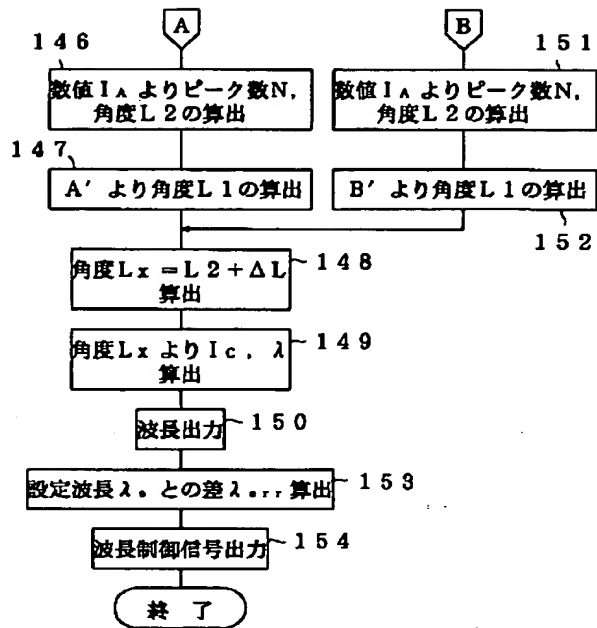 A
B
146
151
数値IAよりピーク数N,
角度L2の算出
数値IAよりピーク数N,
角度L2の算出
147
A′より角度L1の算出
B′より角度L1の算出
152
角度Lx=L2+ΔL
算出
148
角度LxよりIc,λ
算出
149
波長出力
150
設定波長λ。との差λerr算出
153
波長制御信号出力
154
終了